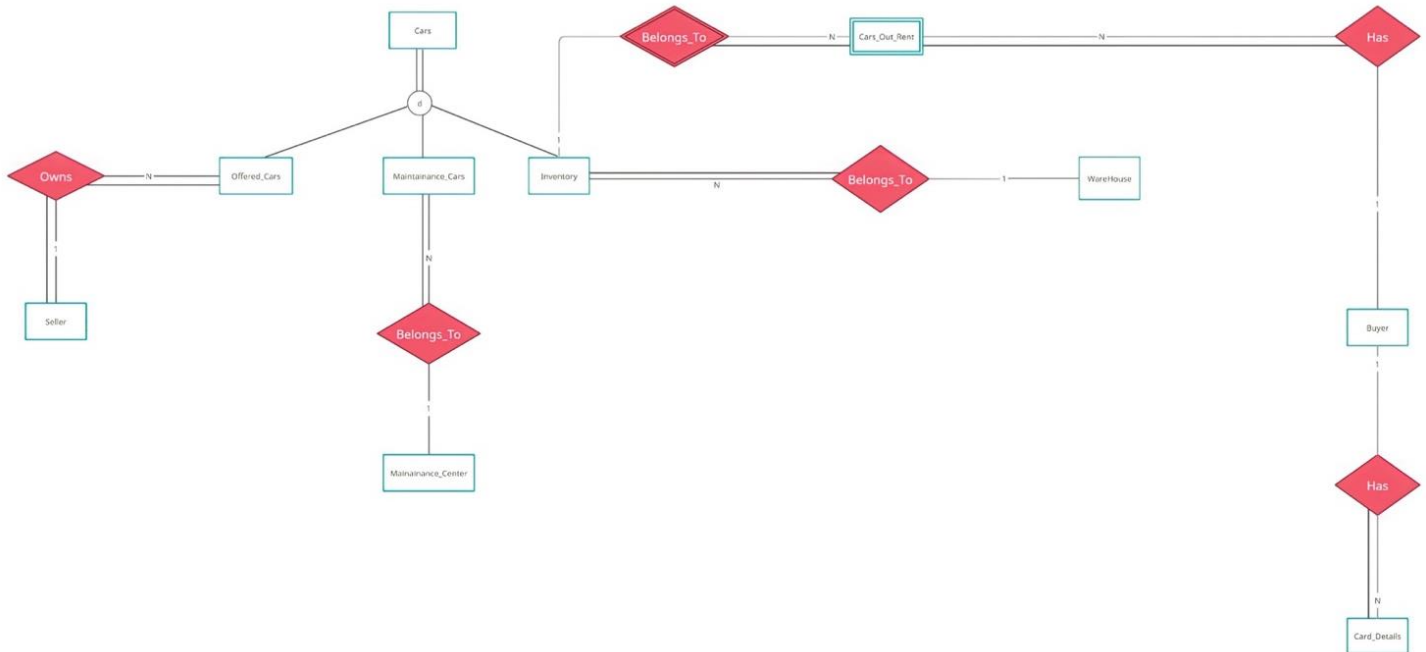 Cars
Belongs_To
N
Cars_Out_Rent
N
Has
d
1
Owns
N
Offered_Cars
Maintainance_Cars
Inventory
N
Belongs_To
1
WareHouse
1
1
N
Seller
Belongs_To
Buyer
1
1
Mainainance_Center
Has
N
Card_Details